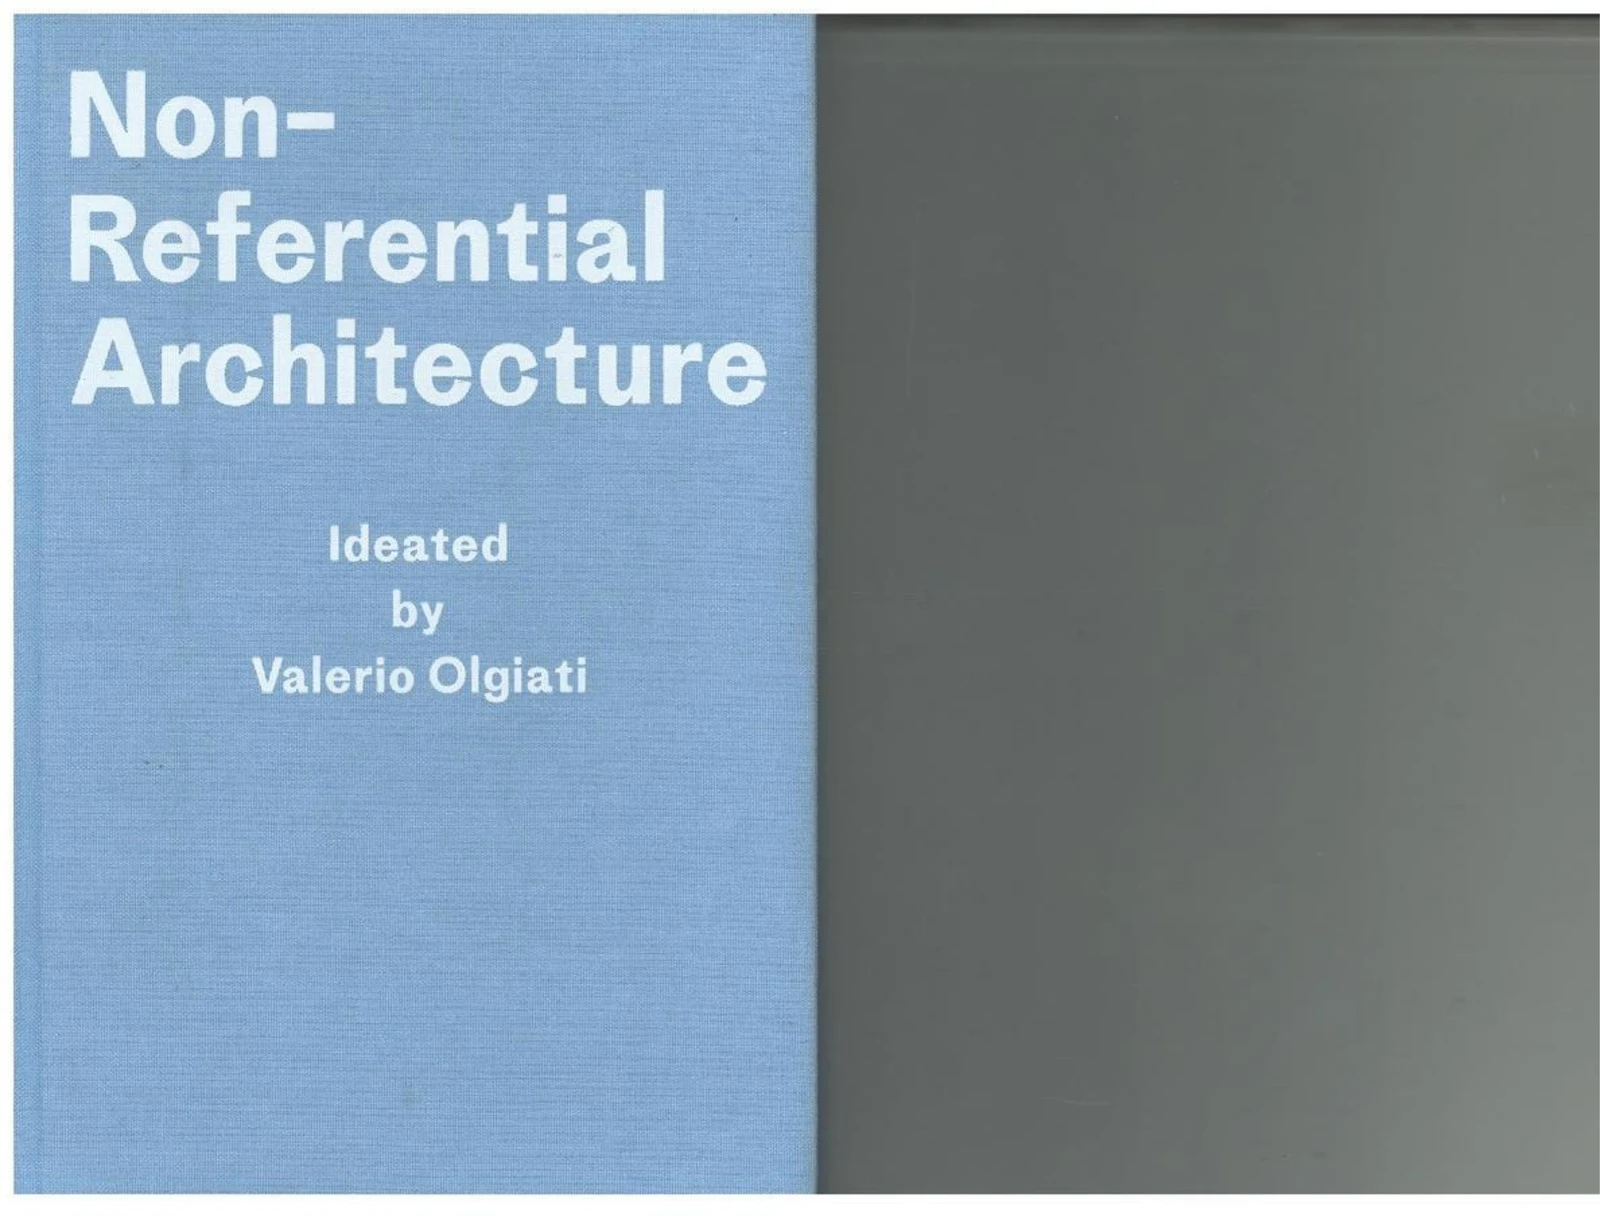 Non-
Referential
Architecture
Ideated
by
Valerio Olgiati